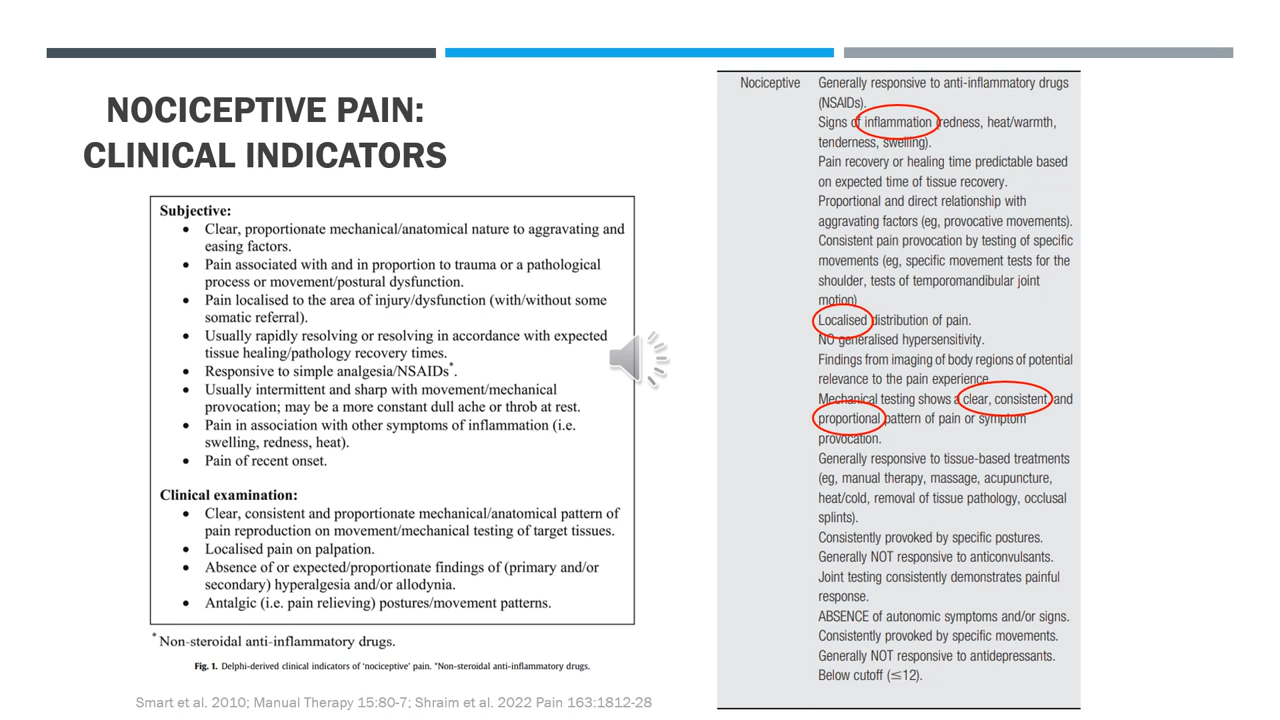 NOCICEPTIVE PAIN:
CLINICAL INDICATORS
Subjective:
• Clear, proportionate mechanical/anatomical nature to aggravating and
easing factors.
• Pain associated with and in proportion to trauma or a pathological
process or movement/postural dysfunction.
• Pain localised to the area of injury/dysfunction (with/without some
somatic referral).
• Usually rapidly resolving or resolving in accordance with expected
tissue healing/pathology recovery times.
• Responsive to simple analgesia/NSAIDs*.
• Usually intermittent and sharp with movement/mechanical
provocation; may be a more constant dull ache or throb at rest.
• Pain in association with other symptoms of inflammation (i.e.
swelling, redness, heat).
• Pain of recent onset.
Clinical examination:
• Clear, consistent and proportionate mechanical/anatomical pattern of
pain reproduction on movement/mechanical testing of target tissues.
• Localised pain on palpation.
• Absence of or expected/proportionate findings of (primary and/or
secondary) hyperalgesia and/or allodynia.
• Antalgic (i.e. pain relieving) postures/movement patterns.
* Non-steroidal anti-inflammatory drugs.
Fig. 1. Delphi-derived clinical indicators of 'nociceptive' pain. *Non-steroidal anti-inflammatory drugs.
Smart et al. 2010; Manual Therapy 15:80-7; Shraim et al. 2022 Pain 163:1812-28
Nociceptive Generally responsive to anti-inflammatory drugs
(NSAIDs).
Signs of inflammation (redness, heat/warmth,
tenderness, swelling).
Pain recovery or healing time predictable based
on expected time of tissue recovery.
Proportional and direct relationship with
aggravating factors (eg, provocative movements).
Consistent pain provocation by testing of specific
movements (eg, specific movement tests for the
shoulder, tests of temporomandibular joint
motion)
Localised distribution of pain.
NO generalised hypersensitivity.
Findings from imaging of body regions of potential
relevance to the pain experience.
Mechanical testing shows a clear, consistent, and
proportional pattern of pain or symptom
provocation.
Generally responsive to tissue-based treatments
(eg, manual therapy, massage, acupuncture,
heat/cold, removal of tissue pathology, occlusal
splints).
Consistently provoked by specific postures.
Generally NOT responsive to anticonvulsants.
Joint testing consistently demonstrates painful
response.
ABSENCE of autonomic symptoms and/or signs.
Consistently provoked by specific movements.
Generally NOT responsive to antidepressants.
Below cutoff (≤12).